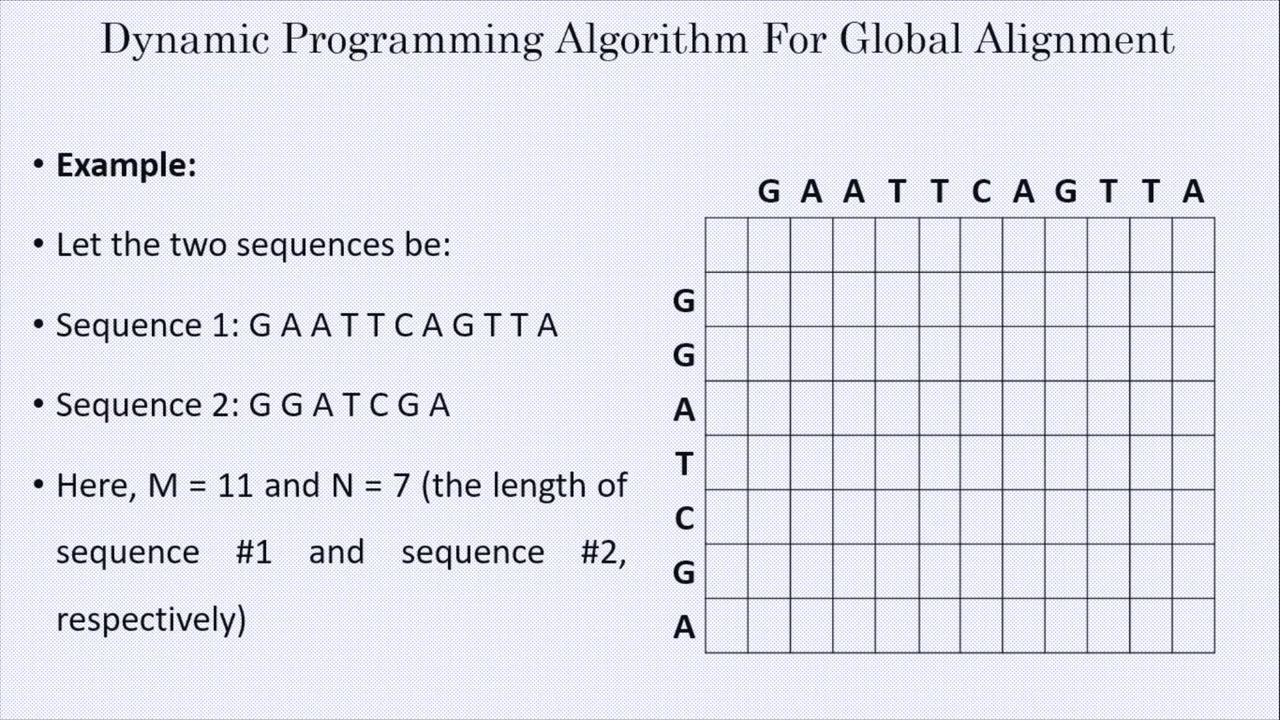 Dynamic Programming Algorithm For Global Alignment
• Example:
• Let the two sequences be:
• Sequence 1: G A A T T C A G T T A
• Sequence 2: G G A T C G A
• Here, M = 11 and N = 7 (the length of
sequence #1 and sequence #2,
respectively)
G A A T T C A G T T A
G
G
A
T
C
G
A